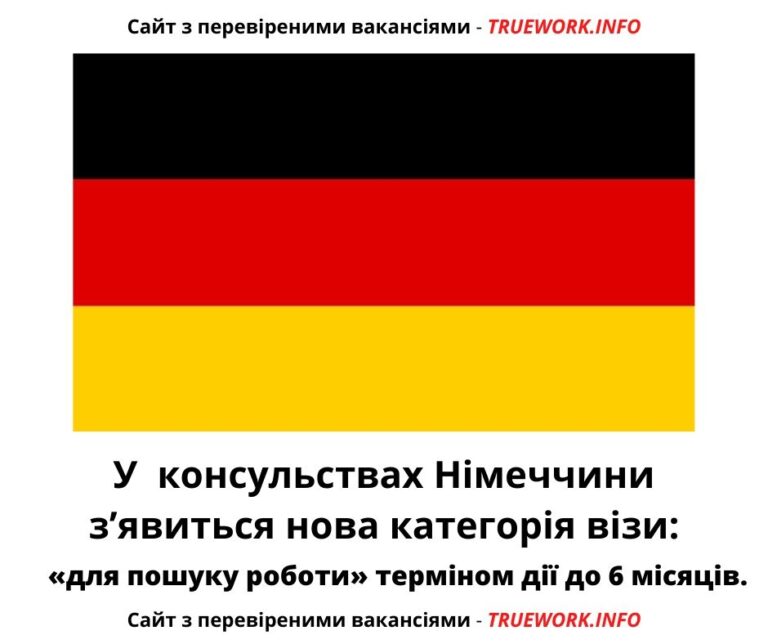 Сайт з перевіреними вакансіями - TRUEWORK.INFO
У консульствах Німеччини
з’явиться нова категорія візи:
«для пошуку роботи» терміном дії до 6 місяців.
Сайт з перевіреними вакансіями - TRUEWORK.INFO